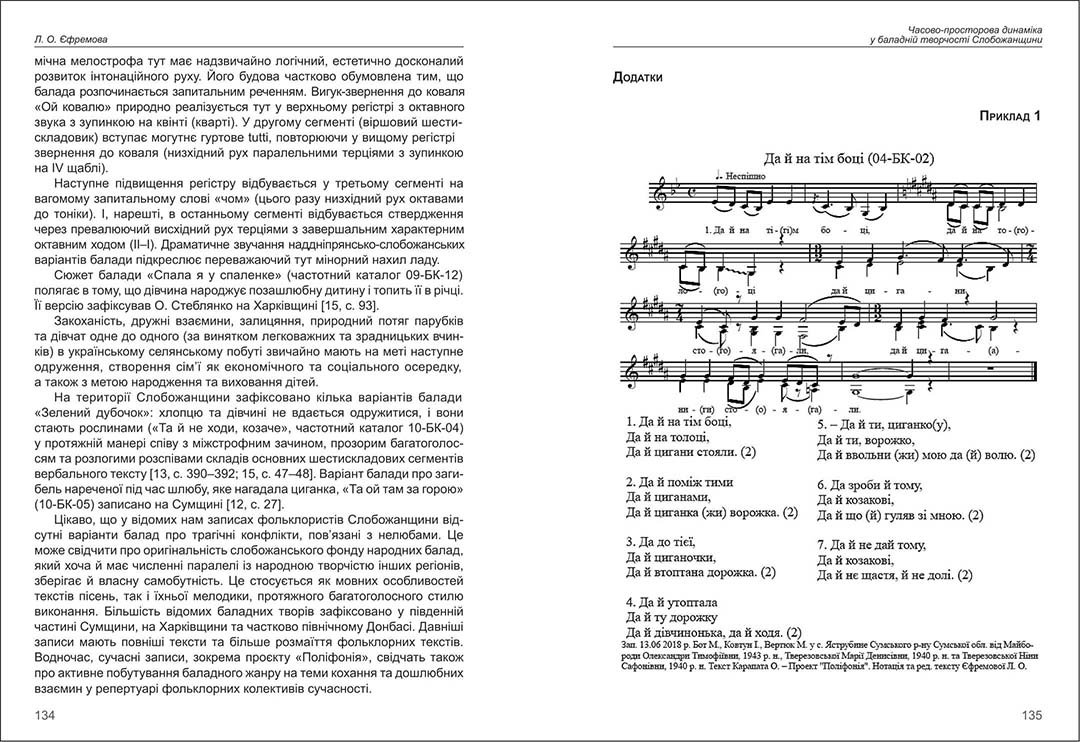 Л. О. Єфремова
мічна мелострофа тут має надзвичайно логічний, естетично досконалий
розвиток інтонаційного руху. Його будова частково обумовлена тим, що
балада розпочинається запитальним реченням. Вигук-звернення до коваля
«Ой ковалю» природно реалізується тут у верхньому регістрі з октавного
звука з зупинкою на квінті (кварті). У другому сегменті (віршовий шести-
складовик) вступає могутнє гуртове tutti, повторюючи у вищому регістрі
звернення до коваля (низхідний рух паралельними терціями з зупинкою
на IV щаблі).
Наступне підвищення регістру відбувається у третьому сегменті на
вагомому запитальному слові «чом» (цього разу низхідний рух октавами
до тоніки). І, нарешті, в останньому сегменті відбувається ствердження
через превалюючий висхідний рух терціями з завершальним характерним
октавним ходом (II–I). Драматичне звучання наддніпрянсько-слобожанських
варіантів балади підкреслює переважаючий тут мінорний нахил ладу.
Сюжет балади «Спала я у спаленке» (частотний каталог 09-БК-12)
полягає в тому, що дівчина народжує позашлюбну дитину і топить її в річці.
Її версію зафіксував О. Стеблянко на Харківщині [15, с. 93].
Закоханість, дружні взаємини, залицяння, природний потяг парубків
та дівчат одне до одного (за винятком легковажних та зрадницьких вчин-
ків) в українському селянському побуті звичайно мають на меті наступне
одруження, створення сім’ї як економічного та соціального осередку,
а також з метою народження та виховання дітей.
На території Слобожанщини зафіксовано кілька варіантів балади
«Зелений дубочок»: хлопцю та дівчині не вдається одружитися, і вони
стають рослинами («Та й не ходи, козаче», частотний каталог 10-БК-04)
у протяжній манері співу з міжстрофним зачином, прозорим багатоголос-
сям та розлогими розспівами складів основних шестискладових сегментів
вербального тексту [13, с. 390–392; 15, с. 47–48]. Варіант балади про заги-
бель нареченої під час шлюбу, яке нагадала циганка, «Та ой там за горою»
(10-БК-05) записано на Сумщині [12, с. 27].
Цікаво, що у відомих нам записах фольклористів Слобожанщини від-
сутні варіанти балад про трагічні конфлікти, пов’язані з нелюбами. Це
може свідчити про оригінальність слобожанського фонду народних балад,
який хоча й має численні паралелі із народною творчістю інших регіонів,
зберігає й власну самобутність. Це стосується як мовних особливостей
текстів пісень, так і їхньої мелодики, протяжного багатоголосного стилю
виконання. Більшість відомих баладних творів зафіксовано у південній
частині Сумщини, на Харківщині та частково північному Донбасі. Давніші
записи мають повніші тексти та більше розмаїття фольклорних текстів.
Водночас, сучасні записи, зокрема проєкту «Поліфонія», свідчать також
про активне побутування баладного жанру на теми кохання та дошлюбних
взаємин у репертуарі фольклорних колективів сучасності.
134
Часово-просторова динаміка
у баладній творчості Слобожанщини
Додатки
Приклад 1
Да й на тім боці (04-БК-02)
Неспішно
1. Да й на ті-(гі)м бо - ці, да й на то-(го)-
ло - (го)-ці да й ци - га - ни,
сто - (го) - я - (га) - ли, да й ци-га - (а) -
ни - (ги) сто - (о) - я - (га) - ли.
1. Да й на тім боці,
Да й на толоці,
Да й цигани стояли. (2)
2. Да й поміж тими
Да й циганами,
Да й циганка (жи) ворожка. (2)
3. Да до тієї,
Да й циганочки,
Да й втоптана дорожка. (2)
4. Да й утоптала
Да й ту дорожку
Да й дівчинонька, да й ходя. (2)
5. – Да й ти, циганко(у),
Да й ти, ворожко,
Да й ввольни (жи) мою да (й) волю. (2)
6. Да зроби й тому,
Да й козакові,
Да й що (й) гуляв зі мною. (2)
7. Да й не дай тому,
Да й козакові,
Да й нє щастя, й не долі. (2)
Зап. 13.06 2018 р. Бот М., Ковтун І., Вертюк М. у с. Яструбине Сумського р-ну Сумської обл. від Майбо-
роди Олександри Тимофіївни, 1943 р. н., Тверезовської Марії Денисівни, 1940 р. н. та Тверезовської Ніни
Сафонівни, 1940 р. н. Текст Карапата О. – Проект "Поліфонія". Нотація та ред. тексту Єфремової Л. О.
135